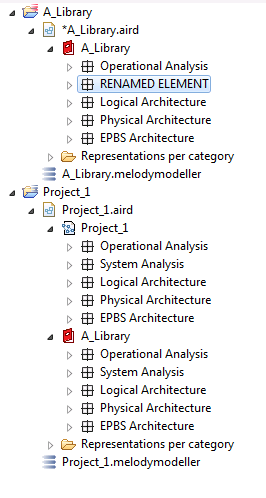 A_Library
*A_Library.aird
A_Library
Operational Analysis
RENAMED ELEMENT
Logical Architecture
Physical Architecture
EPBS Architecture
Representations per category
A_Library.melodymodeller
Project_1
Project_1.aird
Project_1
Operational Analysis
System Analysis
Logical Architecture
Physical Architecture
EPBS Architecture
A_Library
Operational Analysis
System Analysis
Logical Architecture
Physical Architecture
EPBS Architecture
Representations per category
Project_1.melodymodeller